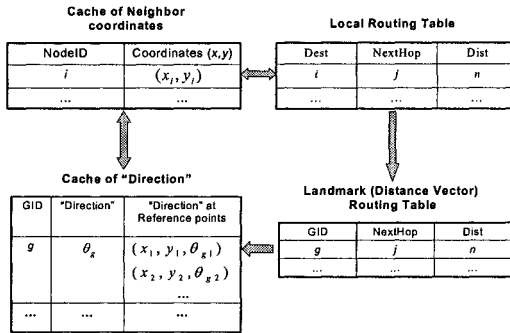 Cache of Neighbor
coordinates
NodeID Coordinates (x,y)
i (x_i, y_i)
... ...
Local Routing Table
Dest NextHop Dist
i j n
... ... ...
Cache of "Direction"
GID "Direction" "Direction" at
Reference points
g θ_g (x_1, y_1, θ_g1)
(x_2, y_2, θ_g2)
...
... ... ...
Landmark (Distance Vector)
Routing Table
GID NextHop Dist
g j n
... ... ...